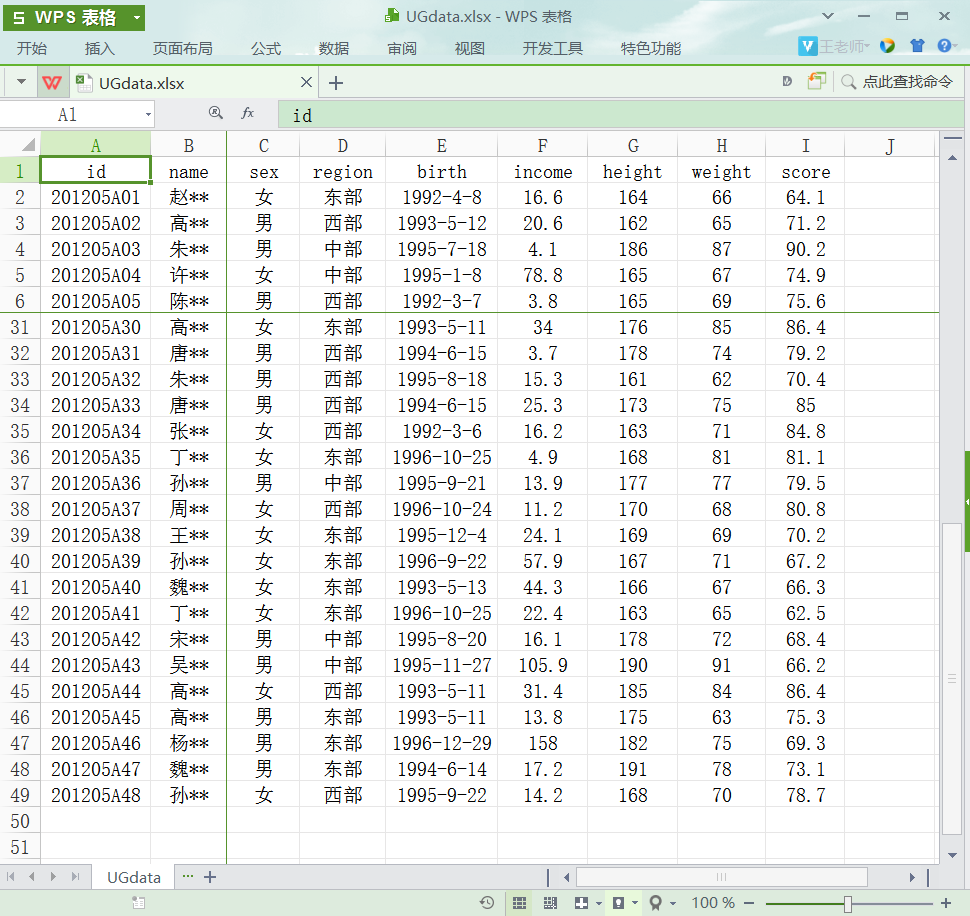 S WPS 表格
UGdata.xlsx - WPS 表格
开始 插入 页面布局 公式 数据 审阅 视图 开发工具 特色功能
V 王老师 ?
W UGdata.xlsx
点此查找命令
A1 fx id
A B C D E F G H I J
1 id name sex region birth income height weight score
2 201205A01 赵** 女 东部 1992-4-8 16.6 164 66 64.1
3 201205A02 高** 男 西部 1993-5-12 20.6 162 65 71.2
4 201205A03 朱** 男 中部 1995-7-18 4.1 186 87 90.2
5 201205A04 许** 女 中部 1995-1-8 78.8 165 67 74.9
6 201205A05 陈** 男 西部 1992-3-7 3.8 165 69 75.6
31 201205A30 高** 女 东部 1993-5-11 34 176 85 86.4
32 201205A31 唐** 男 西部 1994-6-15 3.7 178 74 79.2
33 201205A32 朱** 男 西部 1995-8-18 15.3 161 62 70.4
34 201205A33 唐** 男 西部 1994-6-15 25.3 173 75 85
35 201205A34 张** 女 西部 1992-3-6 16.2 163 71 84.8
36 201205A35 丁** 女 东部 1996-10-25 4.9 168 81 81.1
37 201205A36 孙** 男 中部 1995-9-21 13.9 177 77 79.5
38 201205A37 周** 女 西部 1996-10-24 11.2 170 68 80.8
39 201205A38 王** 女 东部 1995-12-4 24.1 169 69 70.2
40 201205A39 孙** 女 东部 1996-9-22 57.9 167 71 67.2
41 201205A40 魏** 女 东部 1993-5-13 44.3 166 67 66.3
42 201205A41 丁** 女 东部 1996-10-25 22.4 163 65 62.5
43 201205A42 宋** 男 中部 1995-8-20 16.1 178 72 68.4
44 201205A43 吴** 男 中部 1995-11-27 105.9 190 91 66.2
45 201205A44 高** 女 西部 1993-5-11 31.4 185 84 86.4
46 201205A45 高** 男 东部 1993-5-11 13.8 175 63 75.3
47 201205A46 杨** 男 东部 1996-12-29 158 182 75 69.3
48 201205A47 魏** 男 东部 1994-6-14 17.2 191 78 73.1
49 201205A48 孙** 女 西部 1995-9-22 14.2 168 70 78.7
50
51
UGdata ··· +
100 % − +